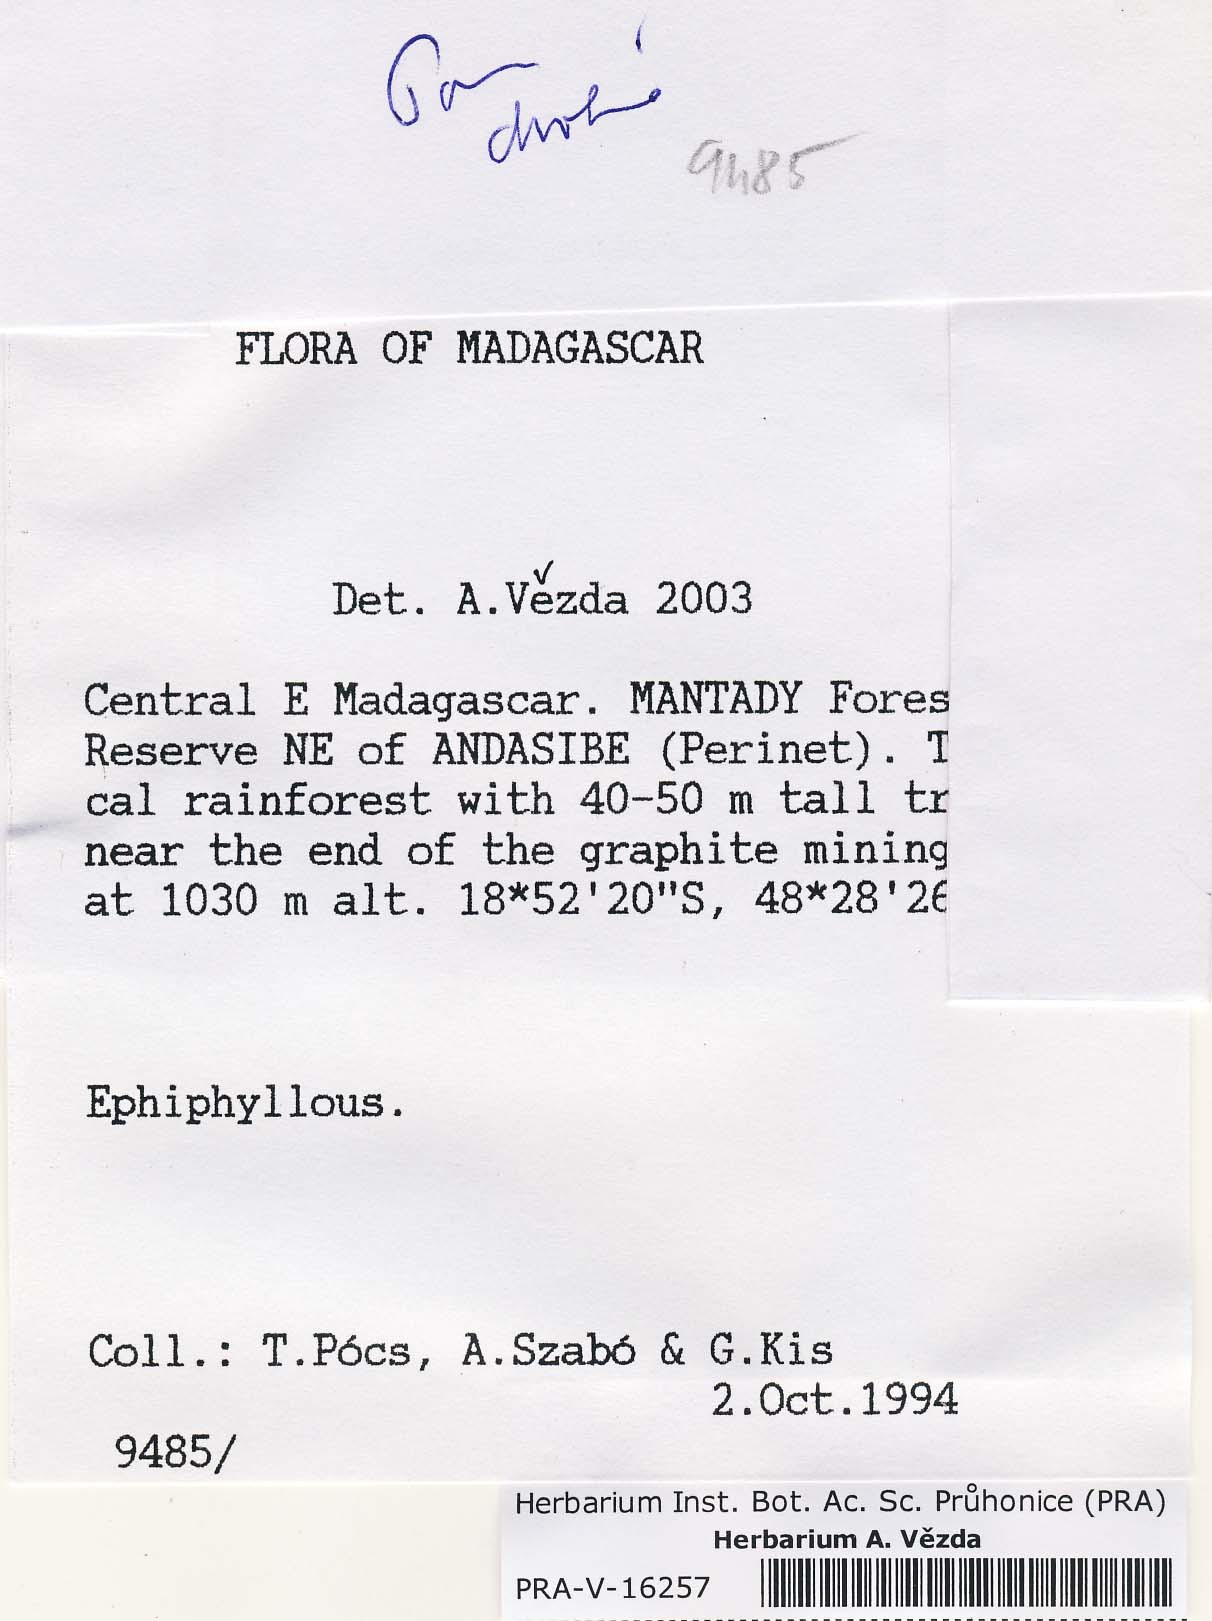 9485
FLORA OF MADAGASCAR
Det. A.Vězda 2003
Central E Madagascar. MANTADY Fores
Reserve NE of ANDASIBE (Perinet). T
cal rainforest with 40-50 m tall tr
near the end of the graphite mining
at 1030 m alt. 18*52'20"S, 48*28'26
Ephiphyllous.
Coll.: T.Pócs, A.Szabó & G.Kis
2.Oct.1994
9485/
Herbarium Inst. Bot. Ac. Sc. Průhonice (PRA)
Herbarium A. Vězda
PRA-V-16257